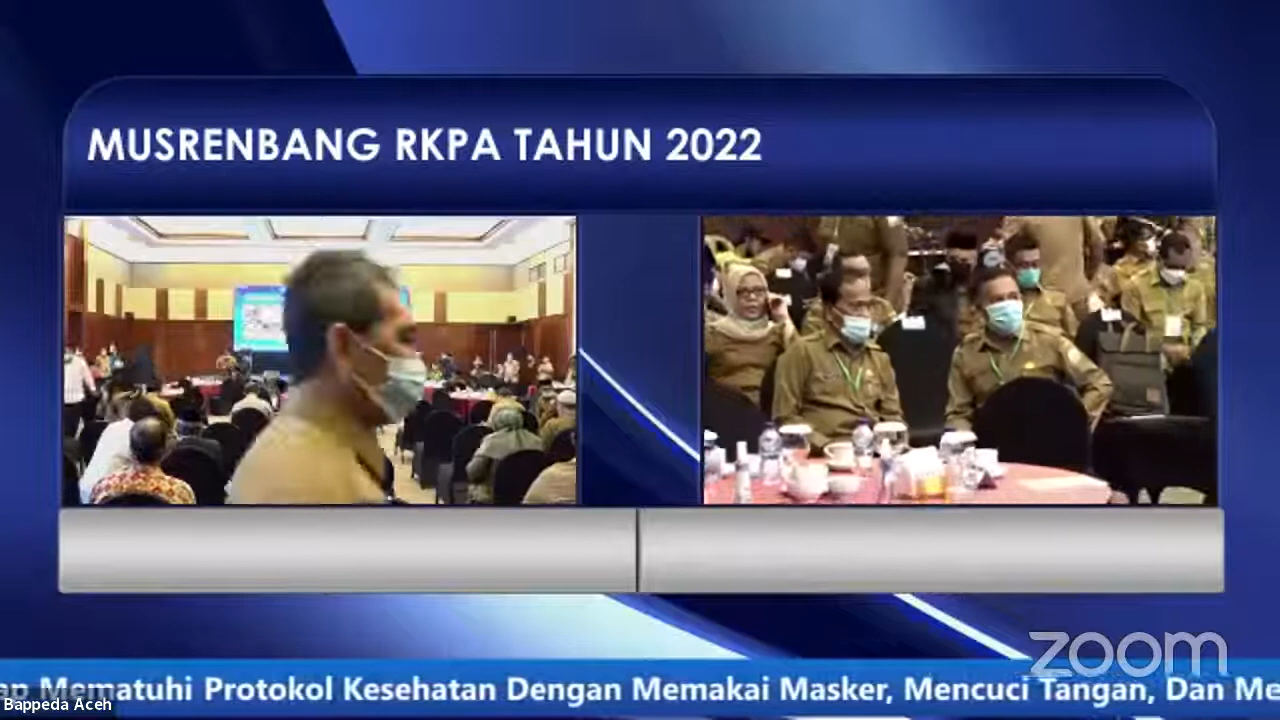 MUSRENBANG RKPA TAHUN 2022
zoom
Mematuhi Protokol Kesehatan Dengan Memakai Masker, Mencuci Tangan, Dan
Bappeda Aceh